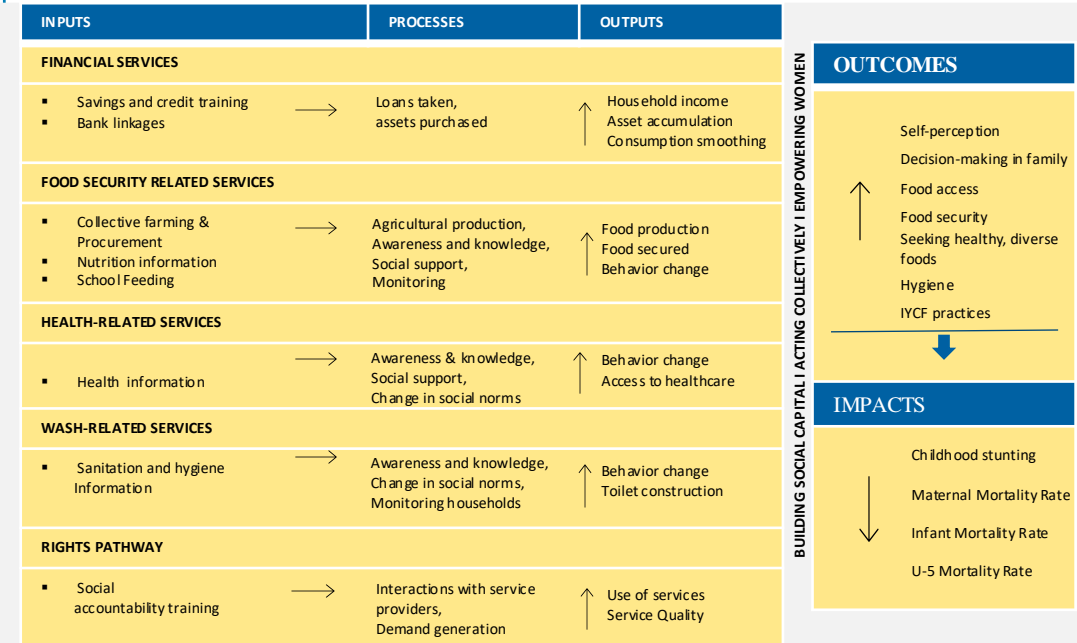 INPUTS
PROCESSES
OUTPUTS
FINANCIAL SERVICES
▪ Savings and credit training
▪ Bank linkages
Loans taken,
assets purchased
Household income
Asset accumulation
Consumption smoothing
FOOD SECURITY RELATED SERVICES
▪ Collective farming &
Procurement
▪ Nutrition information
▪ School Feeding
Agricultural production,
Awareness and knowledge,
Social support,
Monitoring
Food production
Food secured
Behavior change
HEALTH-RELATED SERVICES
▪ Health information
Awareness & knowledge,
Social support,
Change in social norms
Behavior change
Access to healthcare
WASH-RELATED SERVICES
▪ Sanitation and hygiene
Information
Awareness and knowledge,
Change in social norms,
Monitoring households
Behavior change
Toilet construction
RIGHTS PATHWAY
▪ Social
accountability training
Interactions with service
providers,
Demand generation
Use of services
Service Quality
BUILDING SOCIAL CAPITAL I ACTING COLLECTIVELY I EMPOWERING WOMEN
OUTCOMES
Self-perception
Decision-making in family
Food access
Food security
Seeking healthy, diverse
foods
Hygiene
IYCF practices
IMPACTS
Childhood stunting
Maternal Mortality Rate
Infant Mortality Rate
U-5 Mortality Rate